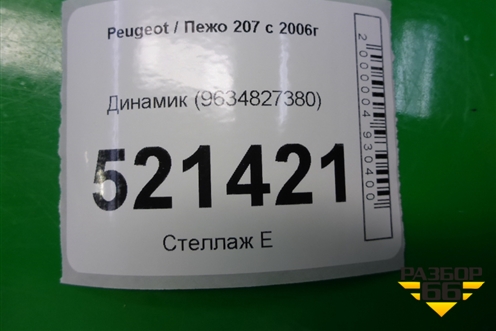 Peugeot / Пежо 207 с 2006г
Динамик (9634827380)
521421
Стеллаж Е
2000004930400
РАЗБОР
66